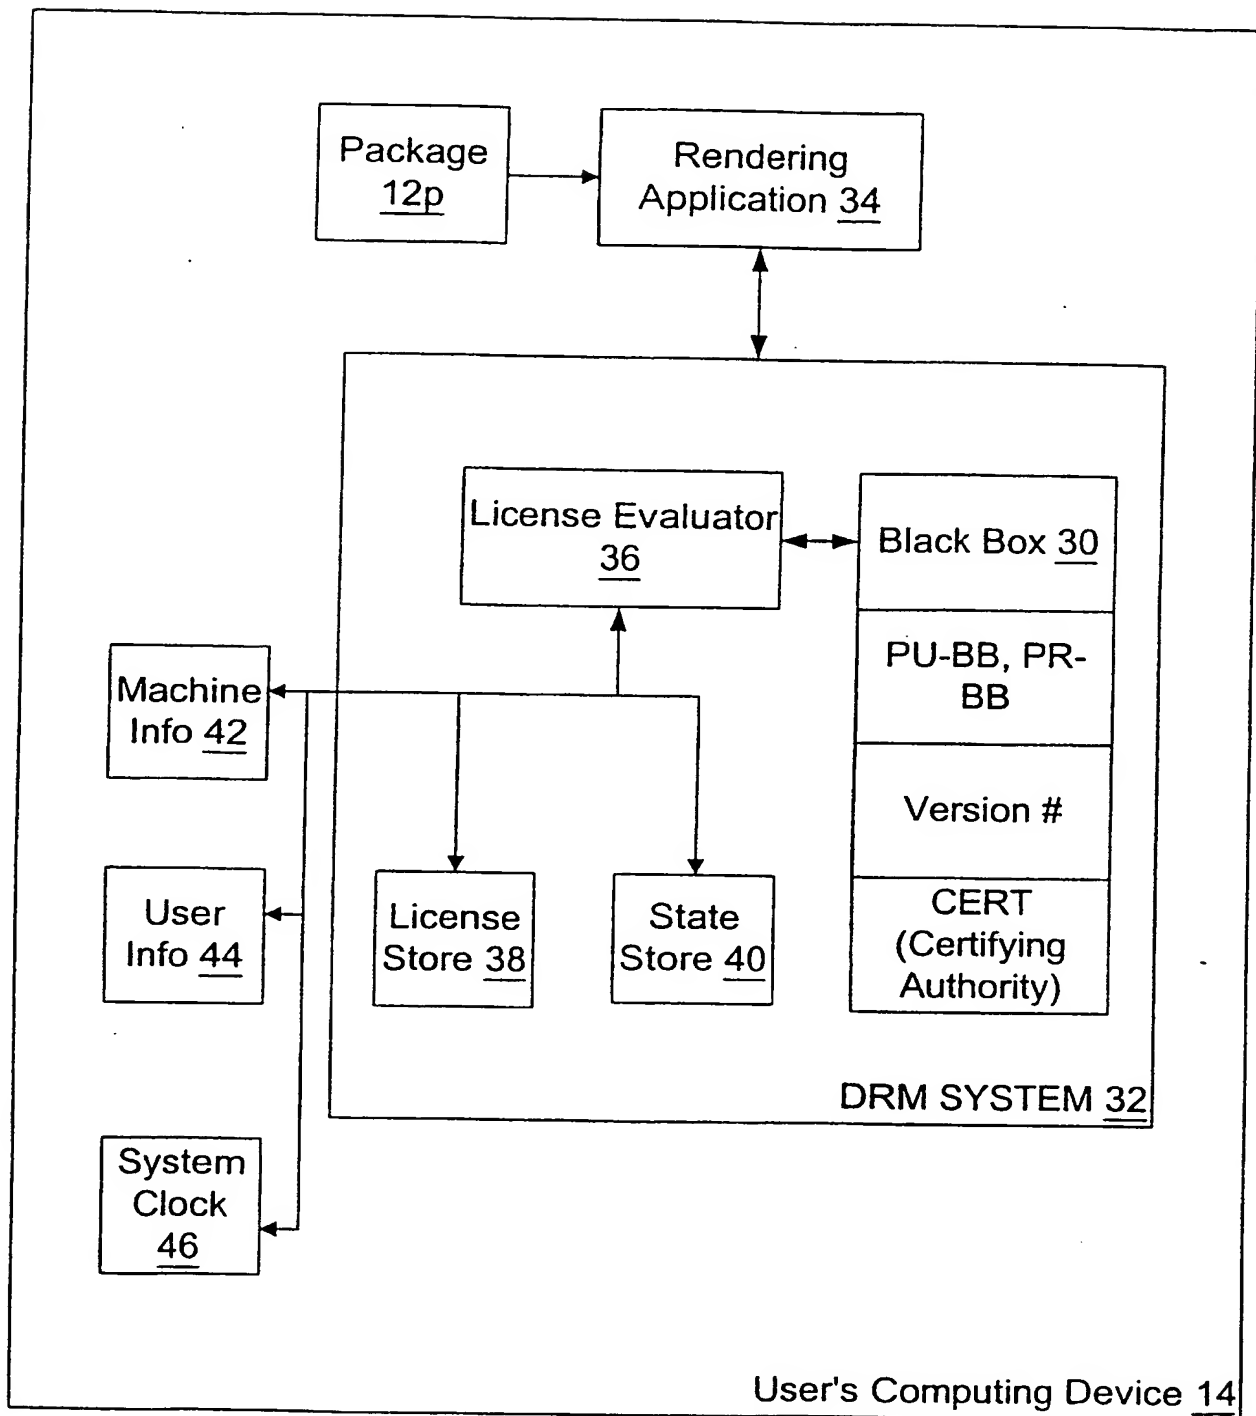 Package
12p
Rendering
Application 34
License Evaluator
36
Black Box 30
PU-BB, PR-
BB
Version #
CERT
(Certifying
Authority)
Machine
Info 42
User
Info 44
System
Clock
46
License
Store 38
State
Store 40
DRM SYSTEM 32
User's Computing Device 14